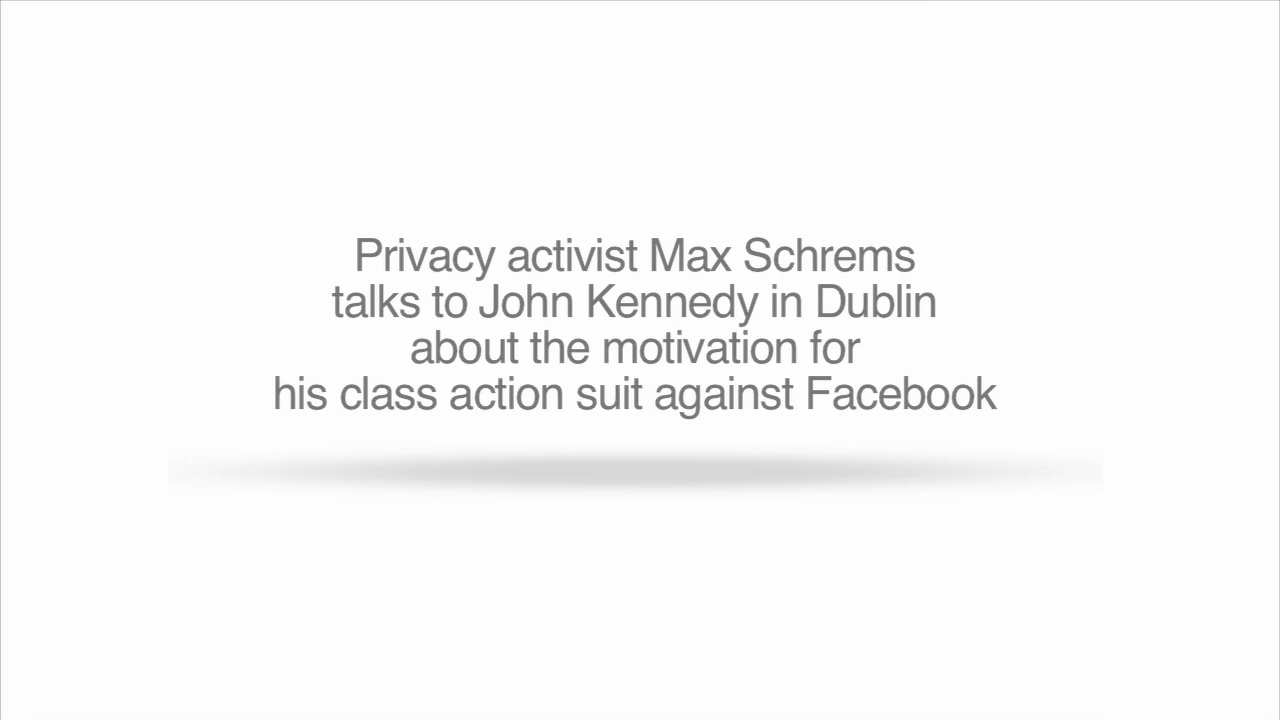 Privacy activist Max Schrems
talks to John Kennedy in Dublin
about the motivation for
his class action suit against Facebook